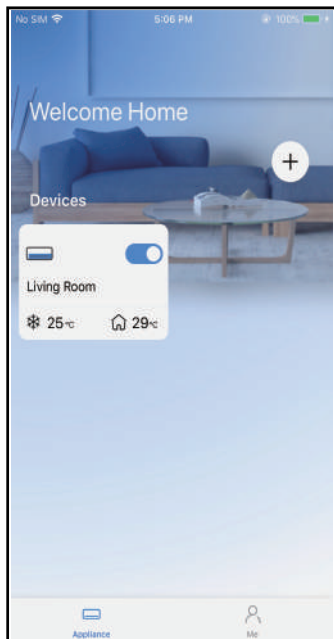 No SIM 5:06 PM 100%
Welcome Home
+
Devices
Living Room
25°C 29°C
Appliance Me